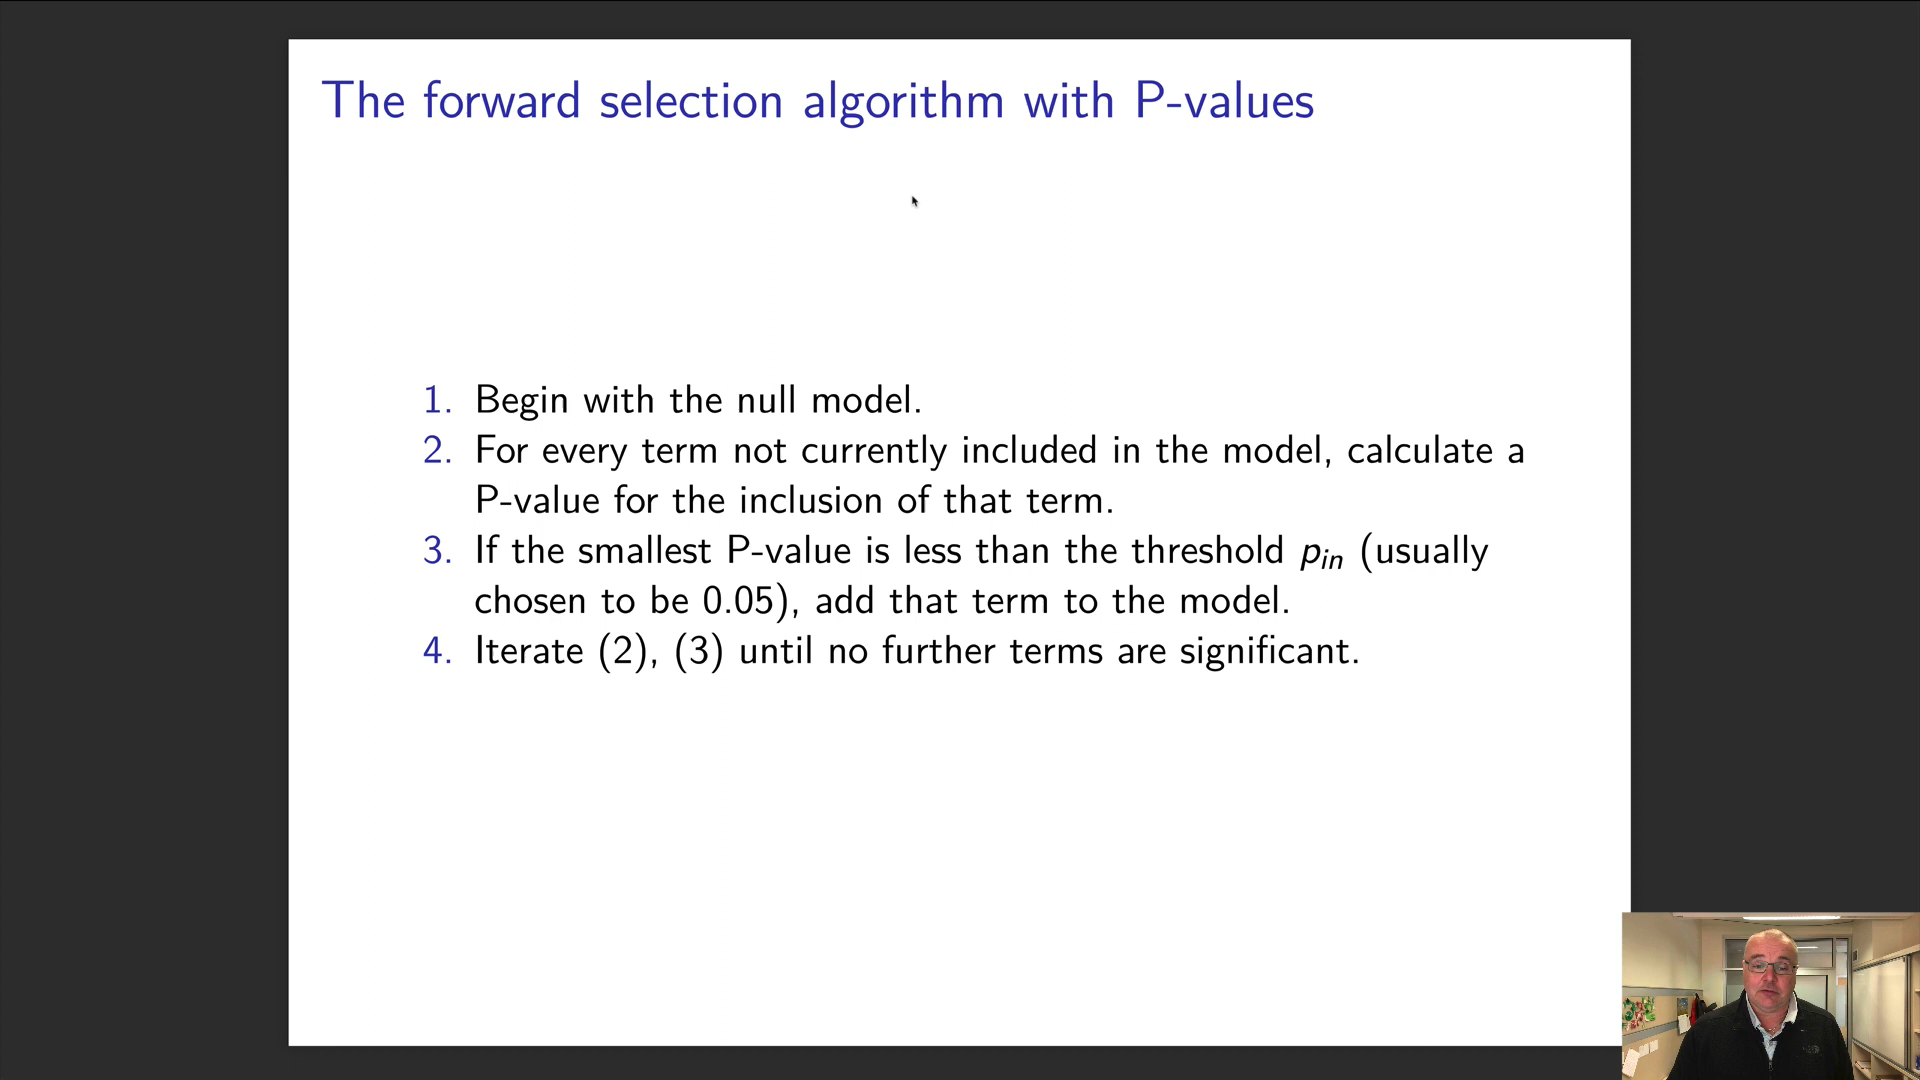 The forward selection algorithm with P-values
1. Begin with the null model.
2. For every term not currently included in the model, calculate a
P-value for the inclusion of that term.
3. If the smallest P-value is less than the threshold p_in (usually
chosen to be 0.05), add that term to the model.
4. Iterate (2), (3) until no further terms are significant.